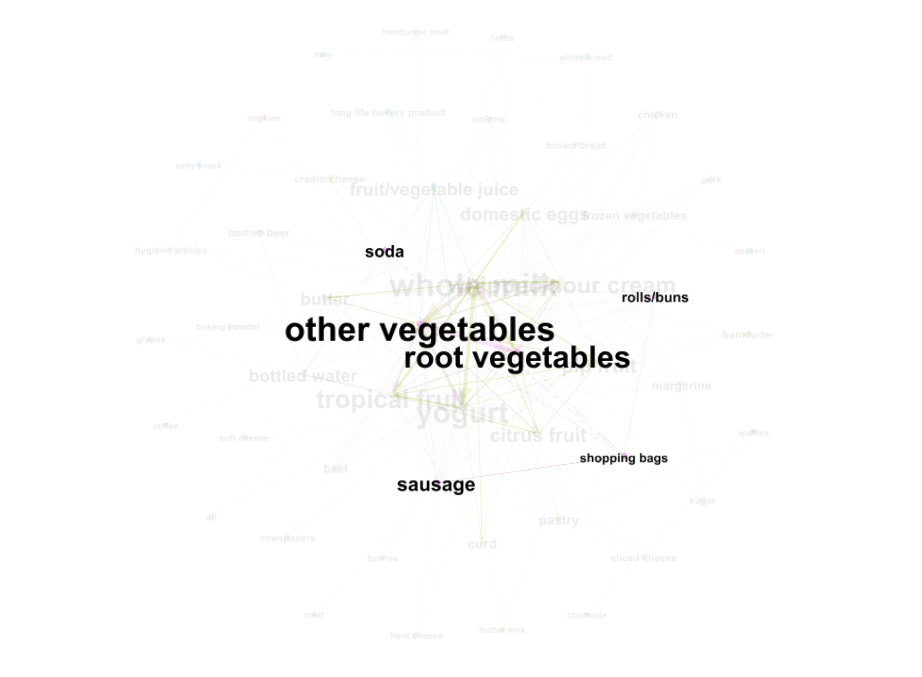 hamburger meat
herbs
ham
white bread
napkins
long life bakery product
onions
chicken
brown bread
salty snack
cream cheese
fruit/vegetable juice
pork
domestic eggs
frozen vegetables
bottled beer
hygiene articles
soda
dessert
whole milk
sour cream
butter
rolls/buns
baking powder
other vegetables
grapes
frankfurter
root vegetables
bottled water
margarine
tropical fruit
yogurt
coffee
soft cheese
citrus fruit
waffles
shopping bags
beef
sausage
sugar
oil
pastry
newspapers
curd
berries
sliced cheese
chocolate
butter milk
hard cheese